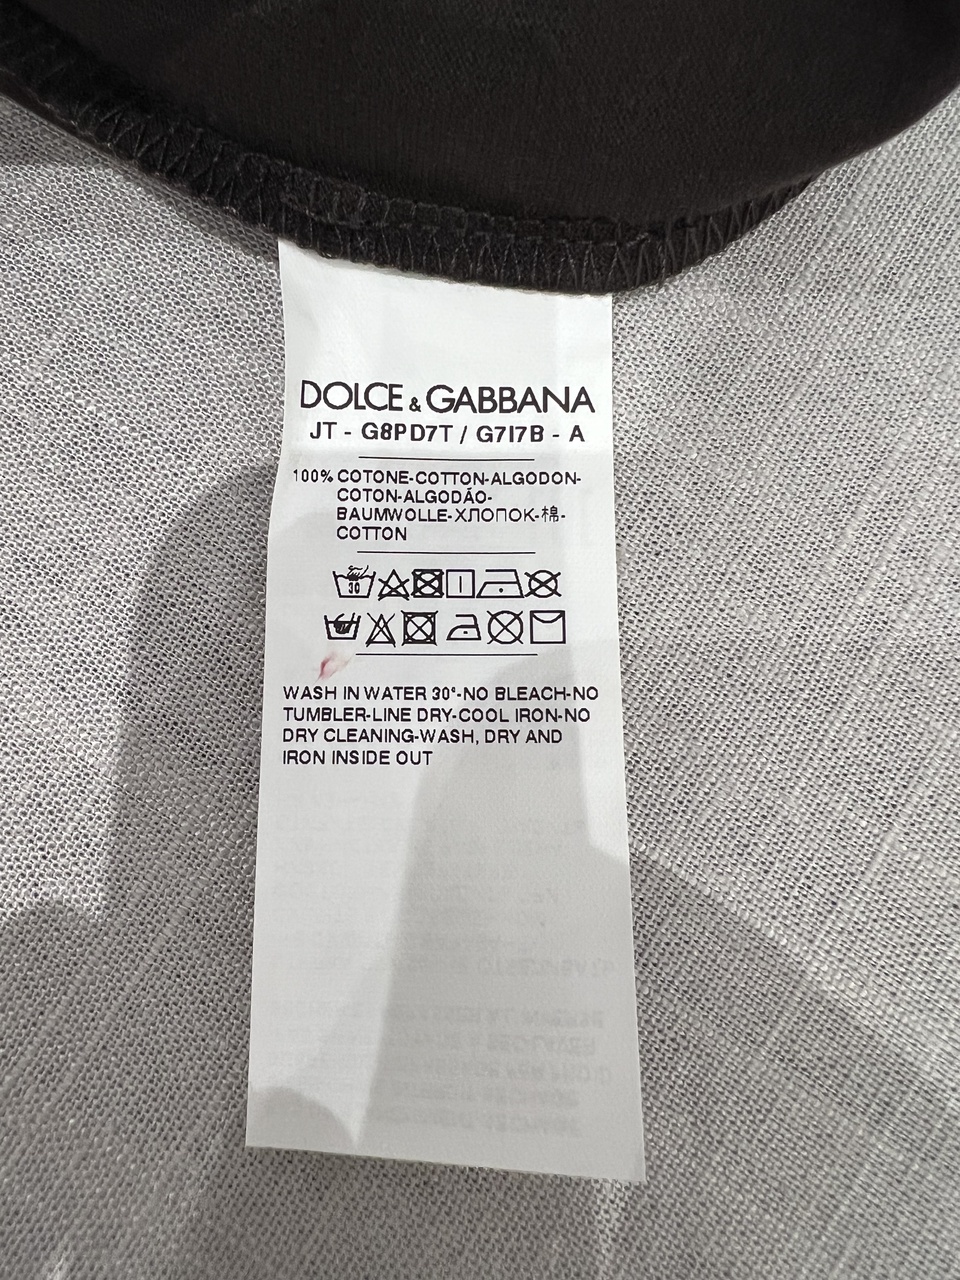 DOLCE & GABBANA
JT - G8PD7T / G7I7B - A
100% COTONE-COTTON-ALGODON-
COTON-ALGODÃO-
BAUMWOLLE-ХЛОПОК-棉-
COTTON
30
WASH IN WATER 30°-NO BLEACH-NO
TUMBLER-LINE DRY-COOL IRON-NO
DRY CLEANING-WASH, DRY AND
IRON INSIDE OUT